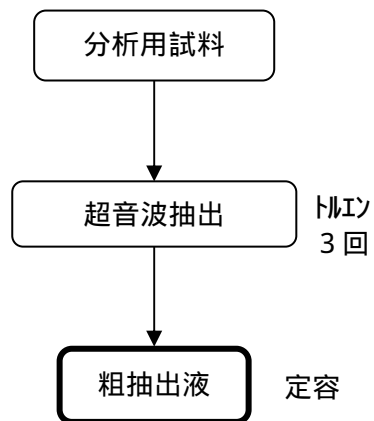 分析用試料
超音波抽出
ﾄﾙｴﾝ
３回
粗抽出液
定容